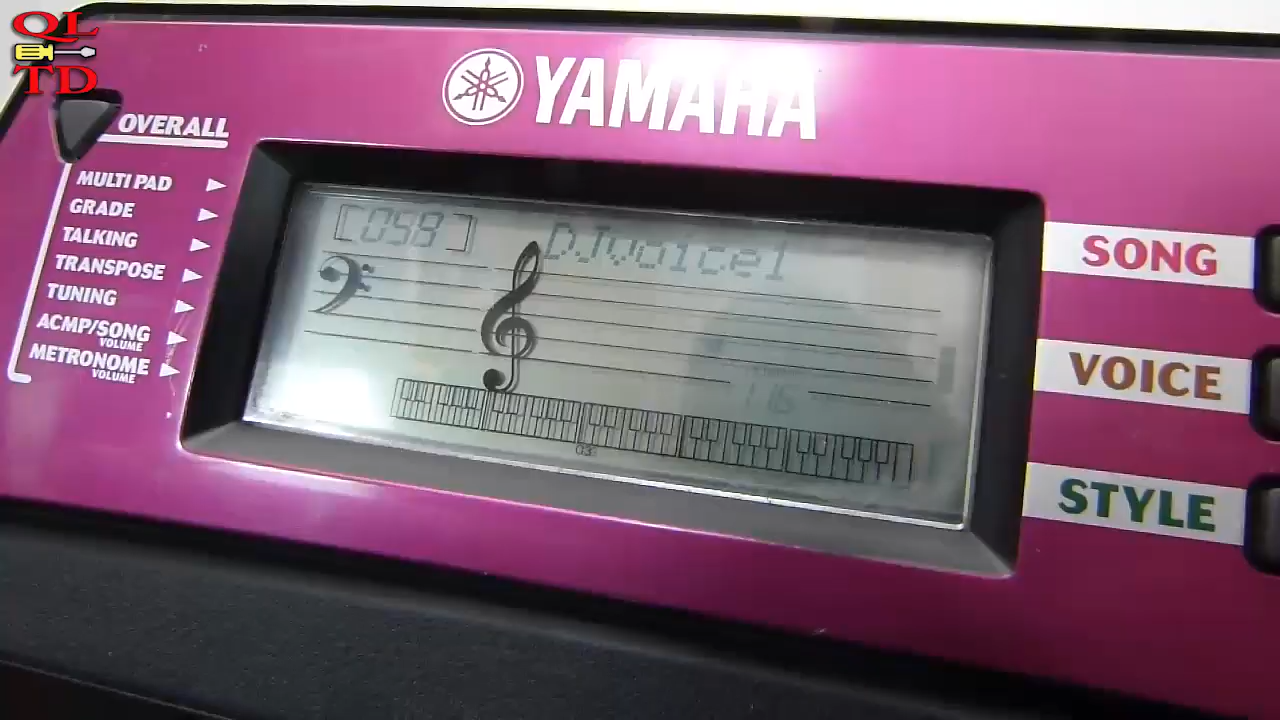 QL
TD
YAMAHA
OVERALL
MULTI PAD
GRADE
TALKING
TRANSPOSE
TUNING
ACMP/SONG
VOLUME
METRONOME
VOLUME
[058]
DJvoice1
116
SONG
VOICE
STYLE